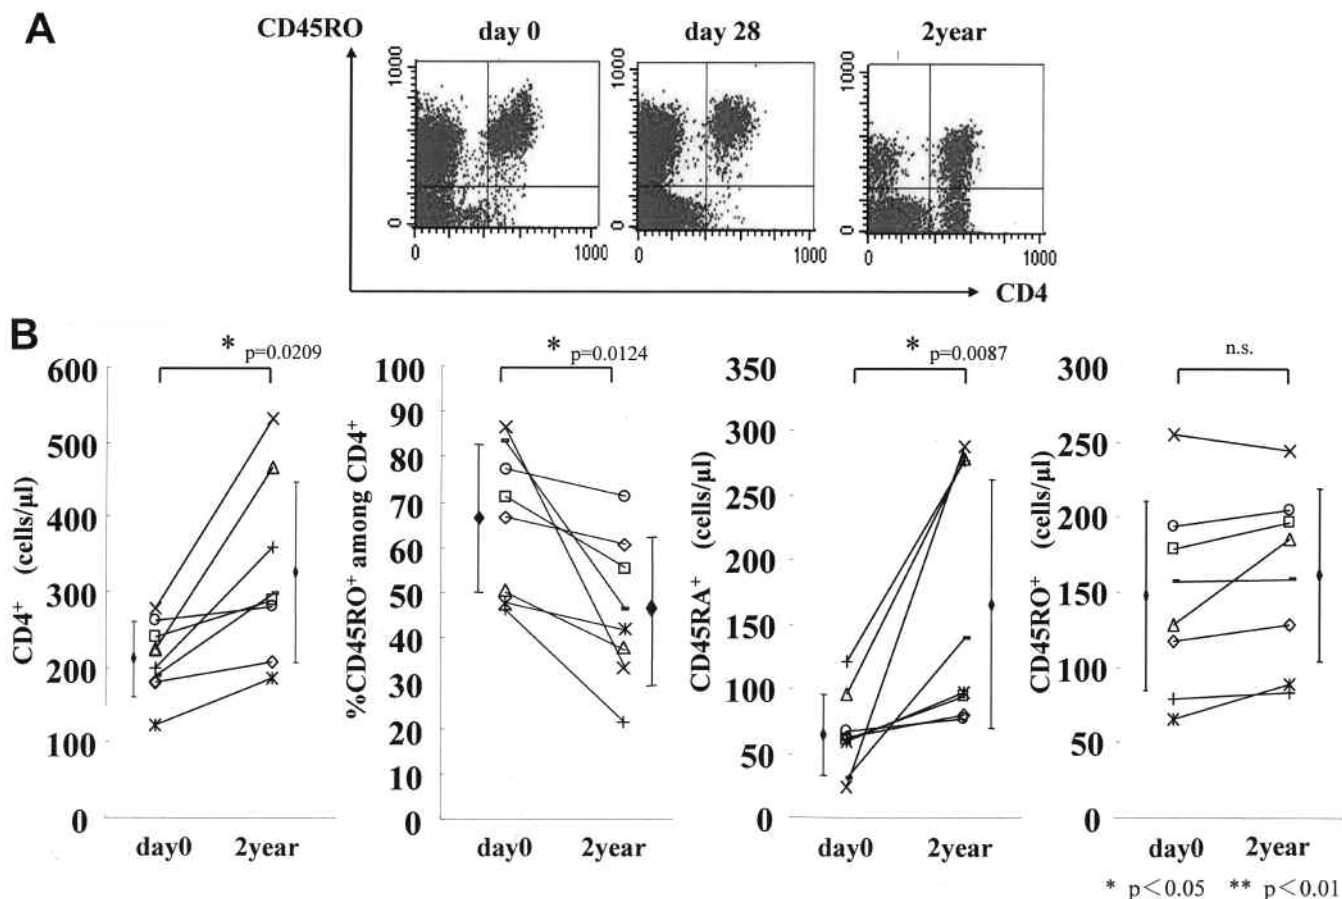 A
CD45RO
day 0
day 28
2year
1000
0
0
1000
1000
0
0
1000
1000
0
0
1000
CD4
B
* p=0.0209
* p=0.0124
* p=0.0087
n.s.
CD4⁺ (cells/μl)
600
500
400
300
200
100
0
day0 2year
%CD45RO⁺ among CD4⁺
100
90
80
70
60
50
40
30
20
10
0
day0 2year
CD45RA⁺ (cells/μl)
350
300
250
200
150
100
50
0
day0 2year
CD45RO⁺ (cells/μl)
300
250
200
150
100
50
0
day0 2year
* p<0.05 ** p<0.01